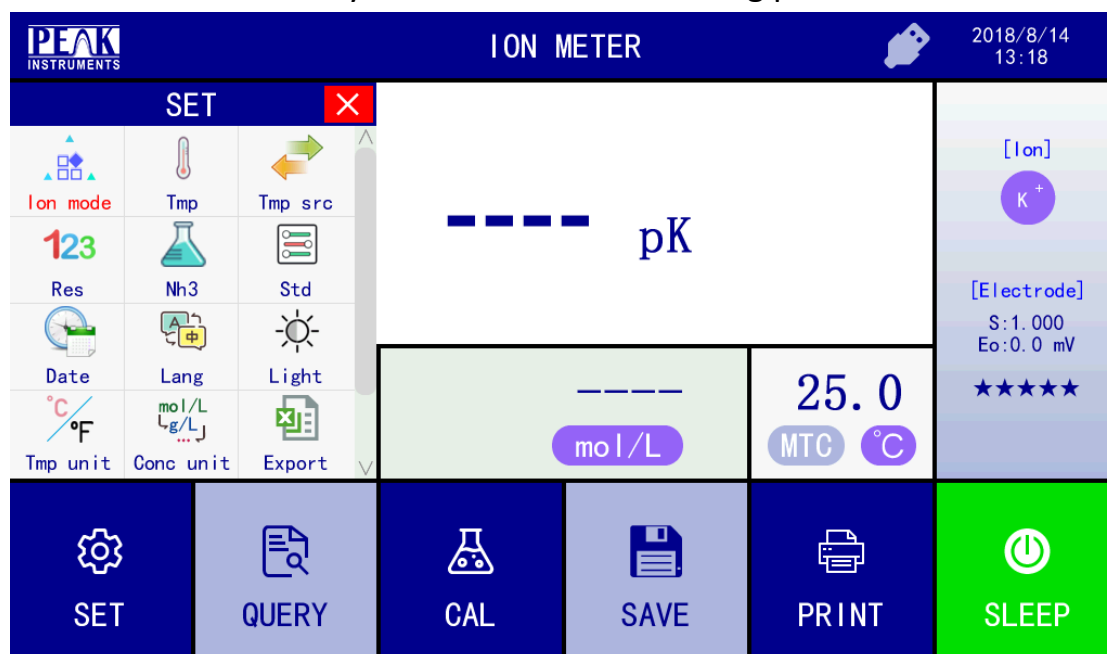 PEAK
INSTRUMENTS
ION METER
2018/8/14
13:18
SET
Ion mode
Tmp
Tmp src
123
Res
Nh3
Std
A
中
Date
Lang
Light
℃/℉
mol/L
g/L
...
Tmp unit
Conc unit
Export
---- pK
----
mol/L
25.0
MTC ℃
[Ion]
K+
[Electrode]
S:1.000
Eo:0.0 mV
★★★★★
SET
QUERY
CAL
SAVE
PRINT
SLEEP